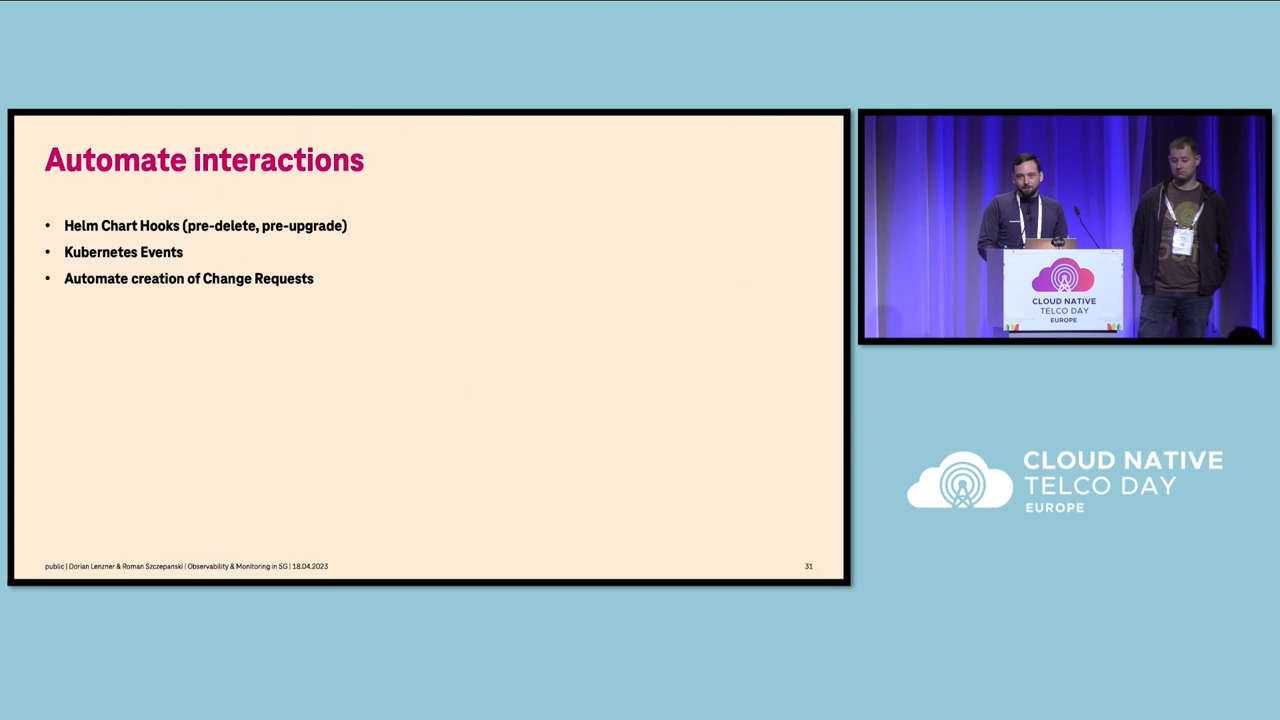 Automate interactions
• Helm Chart Hooks (pre-delete, pre-upgrade)
• Kubernetes Events
• Automate creation of Change Requests
public | Dorian Lenzner & Roman Szczepanski | Observability & Monitoring in 5G | 18.04.2023
31
CLOUD NATIVE
TELCO DAY
EUROPE
CLOUD NATIVE
TELCO DAY
EUROPE